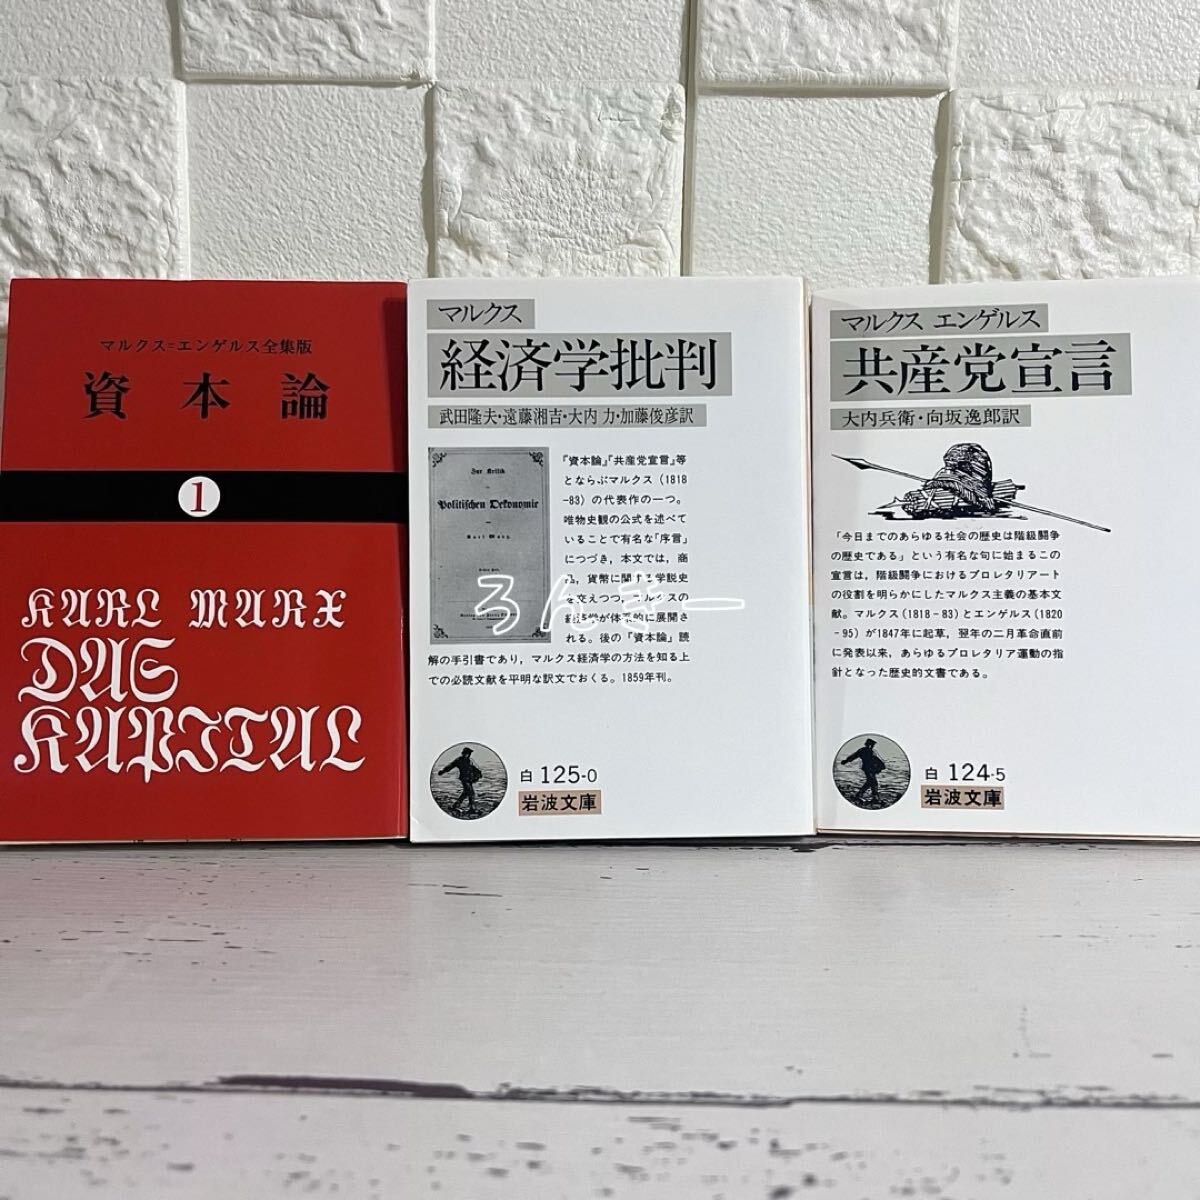 マルクス=エンゲルス全集版
資本論
1
KARL MARX
DAS
KAPITAL
マルクス
経済学批判
武田隆夫・遠藤湘吉・大内 力・加藤俊彦訳
Zur Kritik
Politischen Oekonomie
Karl Marx
『資本論』『共産党宣言』等
とならぶマルクス(1818
-83)の代表作の一つ。
唯物史観の公式を述べて
いることで有名な「序言」
につづき,本文では,商
品,貨幣に関する学説史
を交えつつ,マルクスの
経済学が体系的に展開さ
れる。後の『資本論』読
解の手引書であり,マルクス経済学の方法を知る上
での必読文献を平明な訳文でおくる。1859年刊。
ろんぎー
白 125-0
岩波文庫
マルクス エンゲルス
共産党宣言
大内兵衛・向坂逸郎訳
「今日までのあらゆる社会の歴史は階級闘争
の歴史である」という有名な句に始まるこの
宣言は,階級闘争におけるプロレタリアート
の役割を明らかにしたマルクス主義の基本文
献。マルクス(1818-83)とエンゲルス(1820
-95)が1847年に起草,翌年の二月革命直前
に発表以来,あらゆるプロレタリア運動の指
針となった歴史的文書である。
白 124-5
岩波文庫